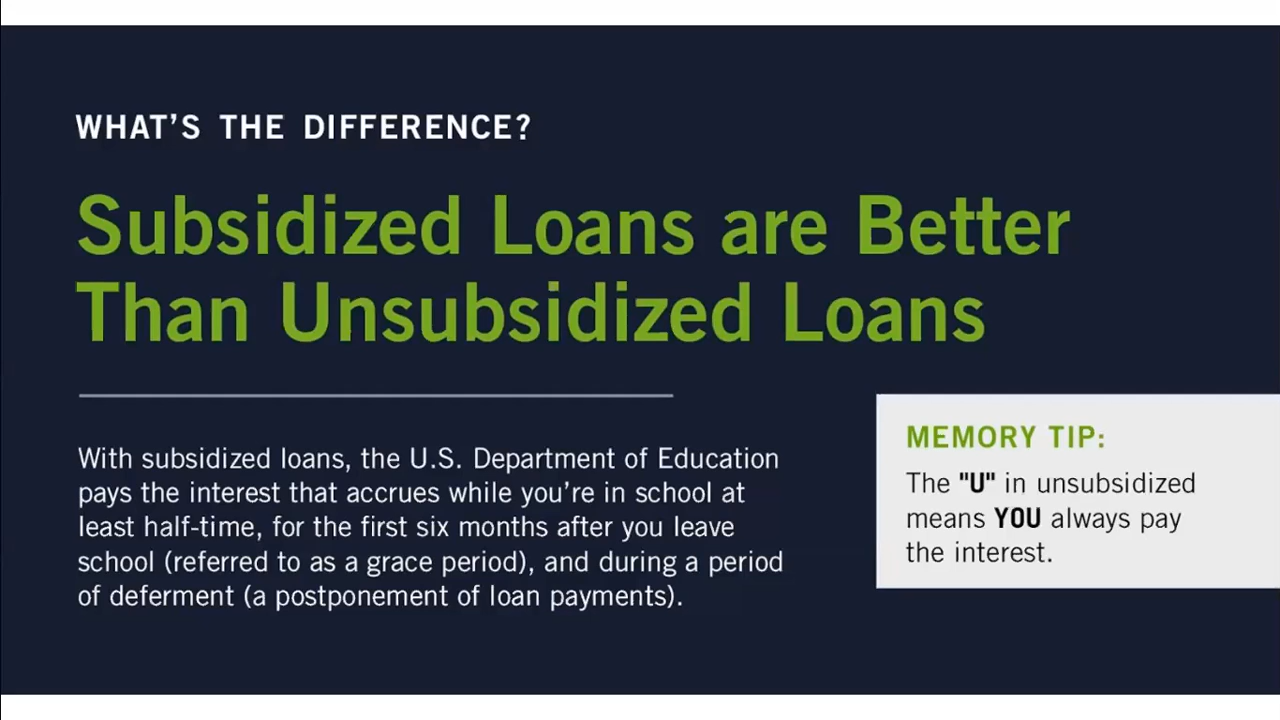 WHAT’S THE DIFFERENCE?
Subsidized Loans are Better
Than Unsubsidized Loans
With subsidized loans, the U.S. Department of Education
pays the interest that accrues while you’re in school at
least half-time, for the first six months after you leave
school (referred to as a grace period), and during a period
of deferment (a postponement of loan payments).
MEMORY TIP:
The "U" in unsubsidized
means YOU always pay
the interest.